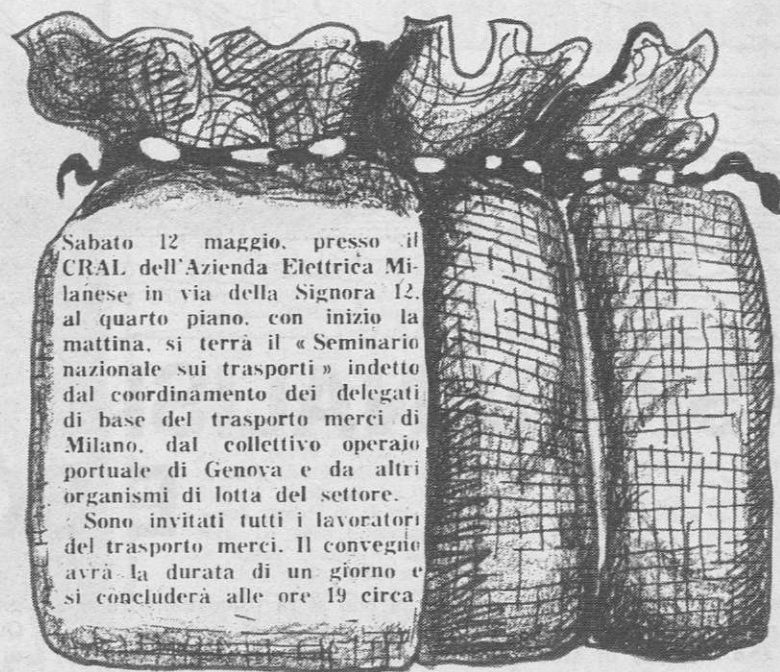 Sabato 12 maggio, presso il
CRAL dell'Azienda Elettrica Mi-
lanese in via della Signora 12,
al quarto piano, con inizio la
mattina, si terrà il « Seminario
nazionale sui trasporti » indetto
dal coordinamento dei delegati
di base del trasporto merci di
Milano, dal collettivo operaio
portuale di Genova e da altri
organismi di lotta del settore.
Sono invitati tutti i lavoratori
del trasporto merci. Il convegno
avrà la durata di un giorno e
si concluderà alle ore 19 circa.